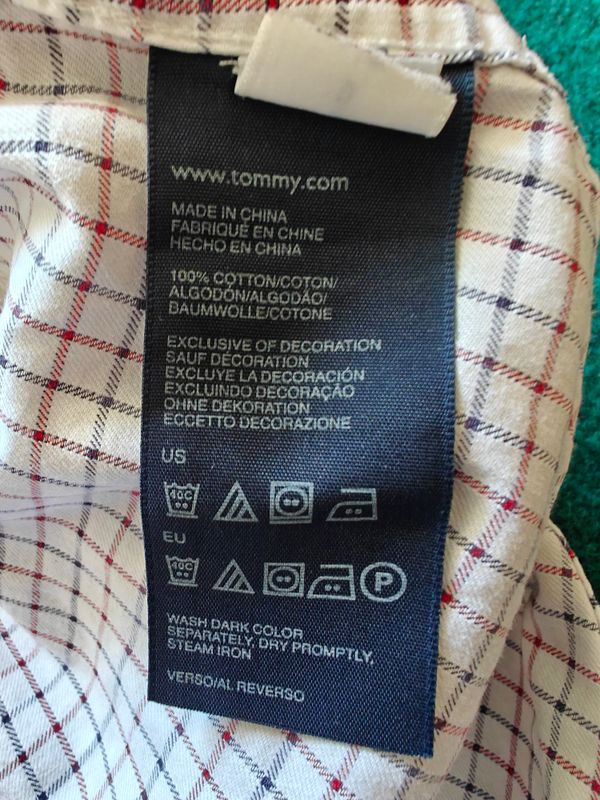 www.tommy.com
MADE IN CHINA
FABRIQUÉ EN CHINE
HECHO EN CHINA
100% COTTON/COTON/
ALGODÓN/ALGODÃO/
BAUMWOLLE/COTONE
EXCLUSIVE OF DECORATION
SAUF DÉCORATION
EXCLUYE LA DECORACIÓN
EXCLUINDO DECORAÇÃO
OHNE DEKORATION
ECCETTO DECORAZIONE
US
40C
EU
40C P
WASH DARK COLOR
SEPARATELY, DRY PROMPTLY,
STEAM IRON
VERSO/AL REVERSO